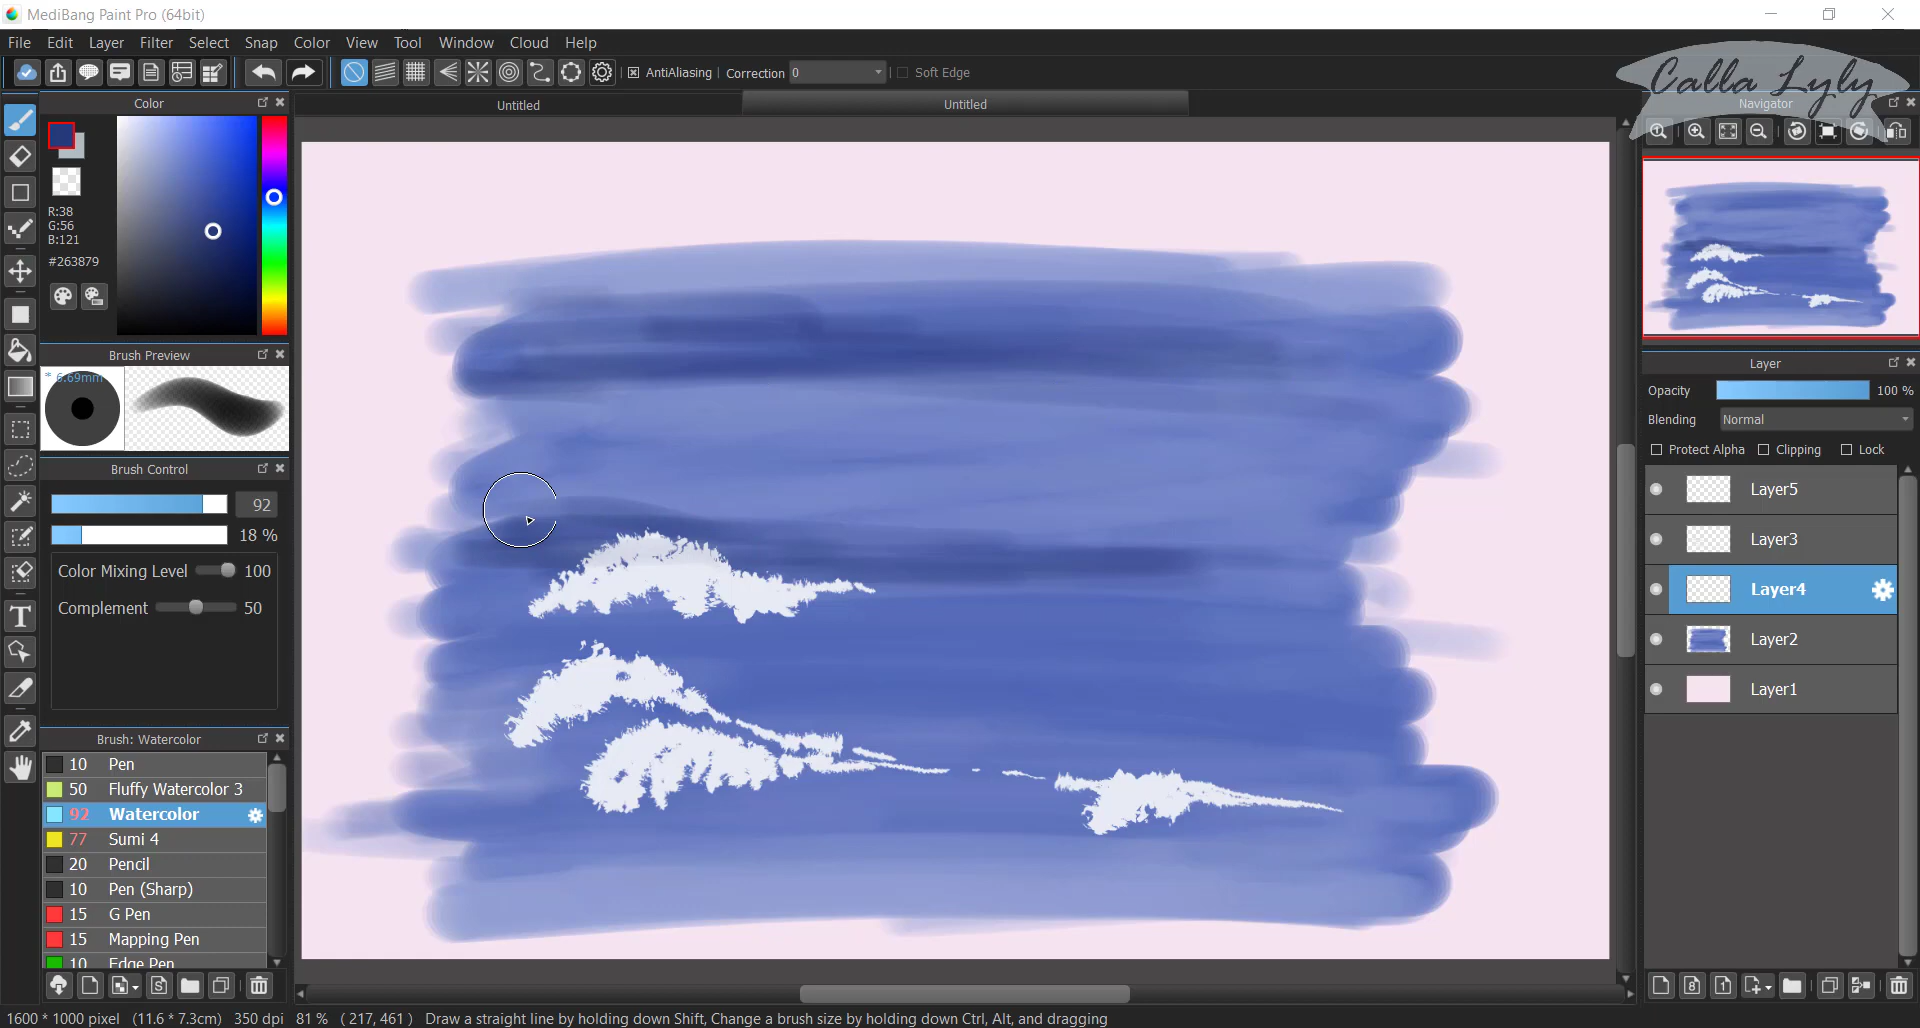 MediBang Paint Pro (64bit)
File Edit Layer Filter Select Snap Color View Tool Window Cloud Help
AntiAliasing Correction 0 Soft Edge
Calla Lyly
Color
Untitled
Untitled
Navigator
R:38
G:56
B:121
#263879
Brush Preview
* 6.69mm
Brush Control
92
18 %
Color Mixing Level 100
Complement 50
Brush: Watercolor
10 Pen
50 Fluffy Watercolor 3
92 Watercolor
77 Sumi 4
20 Pencil
10 Pen (Sharp)
15 G Pen
15 Mapping Pen
10 Edge Pen
Layer
Opacity 100 %
Blending Normal
Protect Alpha Clipping Lock
Layer5
Layer3
Layer4
Layer2
Layer1
1600 * 1000 pixel (11.6 * 7.3cm) 350 dpi 81 % ( 217, 461 ) Draw a straight line by holding down Shift, Change a brush size by holding down Ctrl, Alt, and dragging